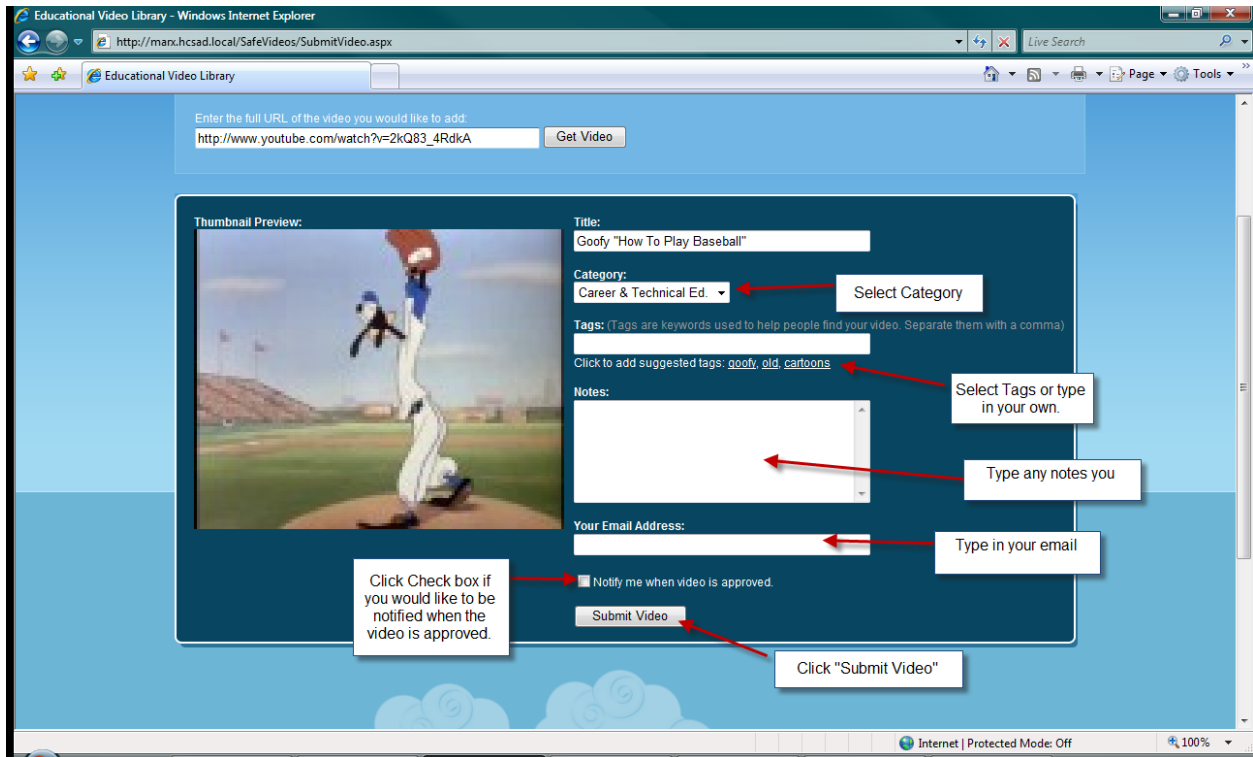 Educational Video Library - Windows Internet Explorer
http://marx.hcsad.local/SafeVideos/SubmitVideo.aspx
Live Search
Educational Video Library
Page
Tools
Enter the full URL of the video you would like to add:
http://www.youtube.com/watch?v=2kQ83_4RdkA
Get Video
Thumbnail Preview:
Title:
Goofy "How To Play Baseball"
Category:
Career & Technical Ed.
Select Category
Tags: (Tags are keywords used to help people find your video. Separate them with a comma)
Click to add suggested tags: goofy, old, cartoons
Select Tags or type
in your own.
Notes:
Type any notes you
Your Email Address:
Type in your email
Click Check box if
you would like to be
notified when the
video is approved.
Notify me when video is approved.
Submit Video
Click "Submit Video"
Internet | Protected Mode: Off
100%